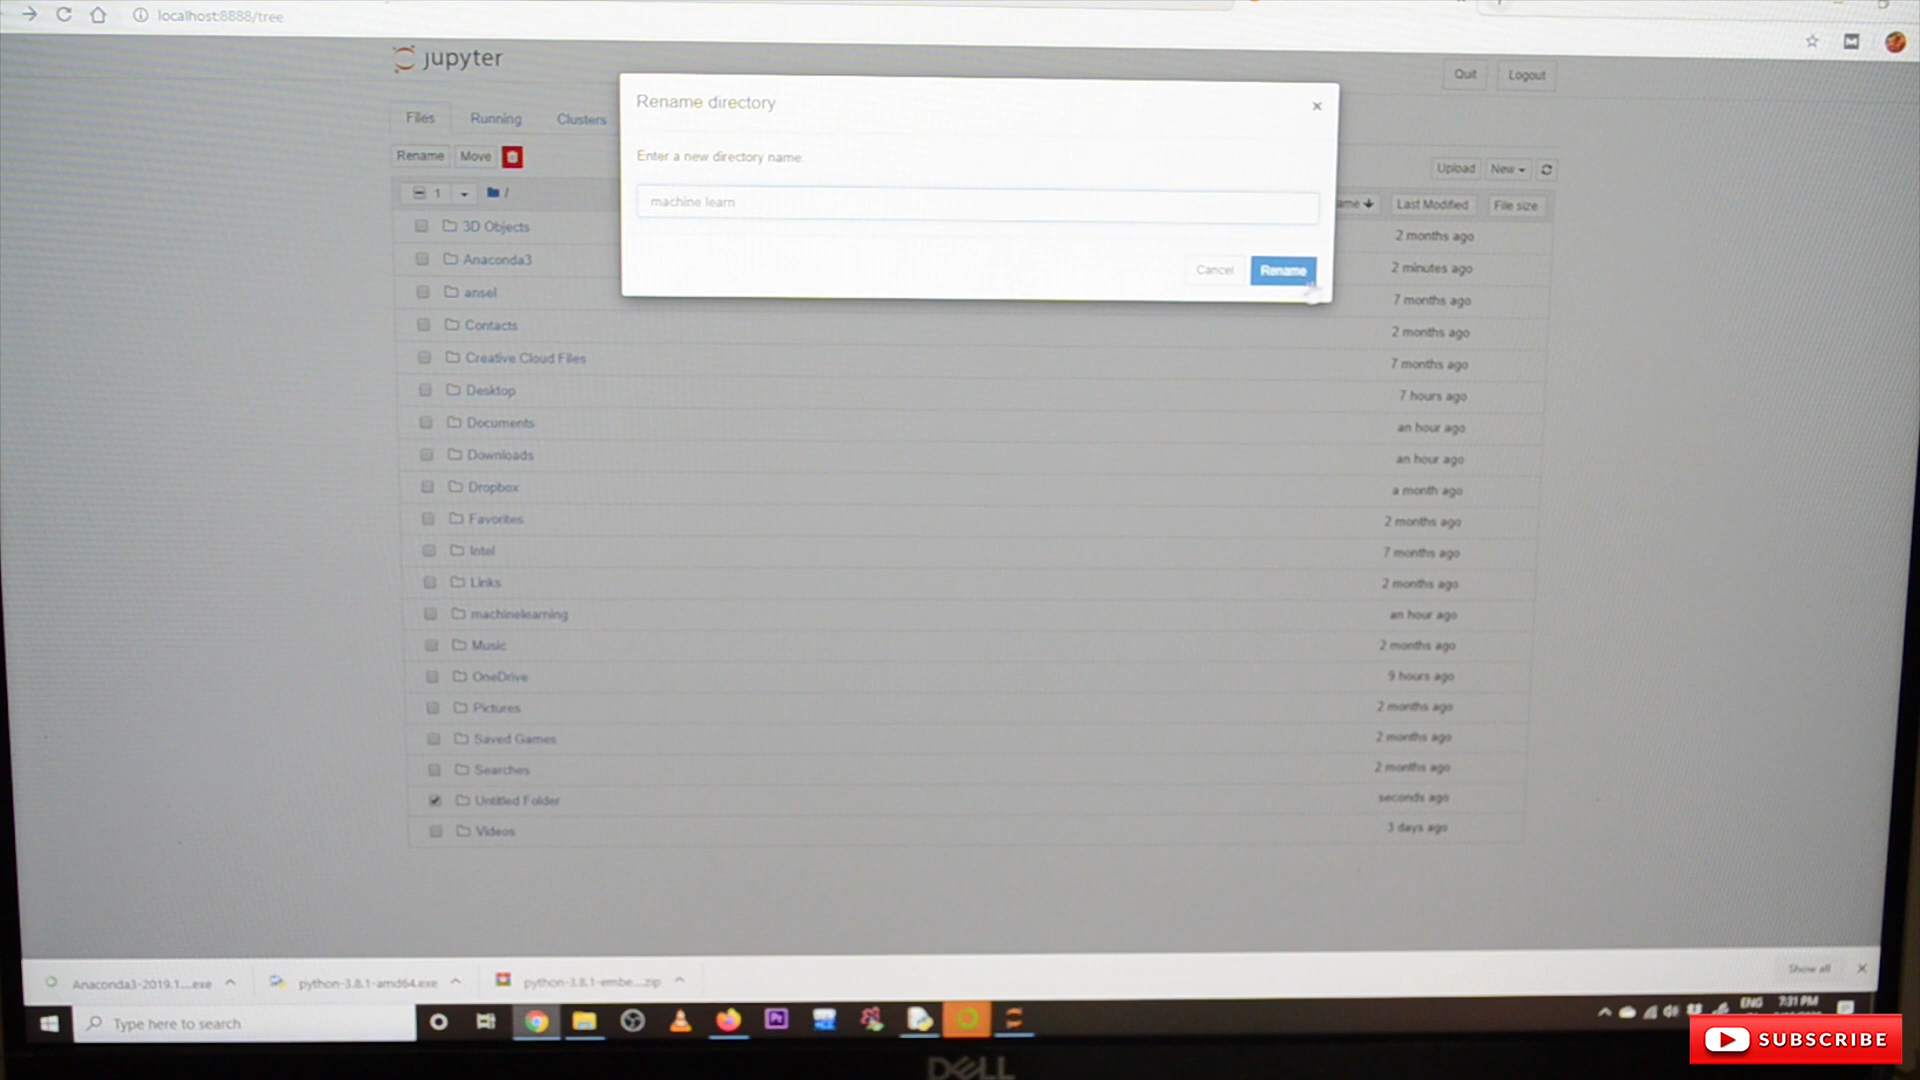 localhost:8888/tree
jupyter
Quit
Logout
Files
Running
Clusters
Rename
Move
Upload
New
1
/
Last Modified
File size
Rename directory
×
Enter a new directory name:
machine learn
Cancel
Rename
3D Objects
2 months ago
Anaconda3
2 minutes ago
ansel
7 months ago
Contacts
2 months ago
Creative Cloud Files
7 months ago
Desktop
7 hours ago
Documents
an hour ago
Downloads
an hour ago
Dropbox
a month ago
Favorites
2 months ago
Intel
7 months ago
Links
2 months ago
machinelearning
an hour ago
Music
2 months ago
OneDrive
9 hours ago
Pictures
2 months ago
Saved Games
2 months ago
Searches
2 months ago
Untitled Folder
seconds ago
Videos
3 days ago
Anaconda3-2019.1....exe
python-3.8.1-amd64.exe
python-3.8.1-embe....zip
Show all
Type here to search
Pr
ENG
7:31 PM
SUBSCRIBE
DELL